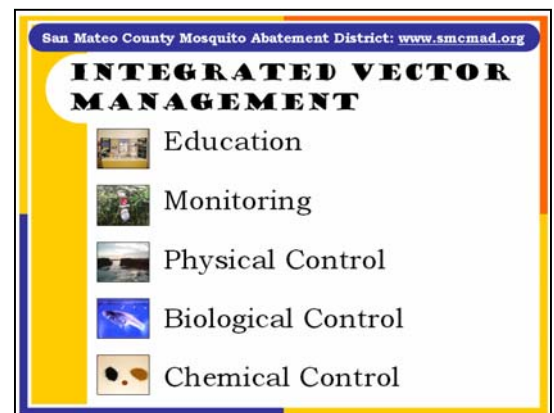 San Mateo County Mosquito Abatement District: www.smcmad.org
INTEGRATED VECTOR
MANAGEMENT
Education
Monitoring
Physical Control
Biological Control
Chemical Control